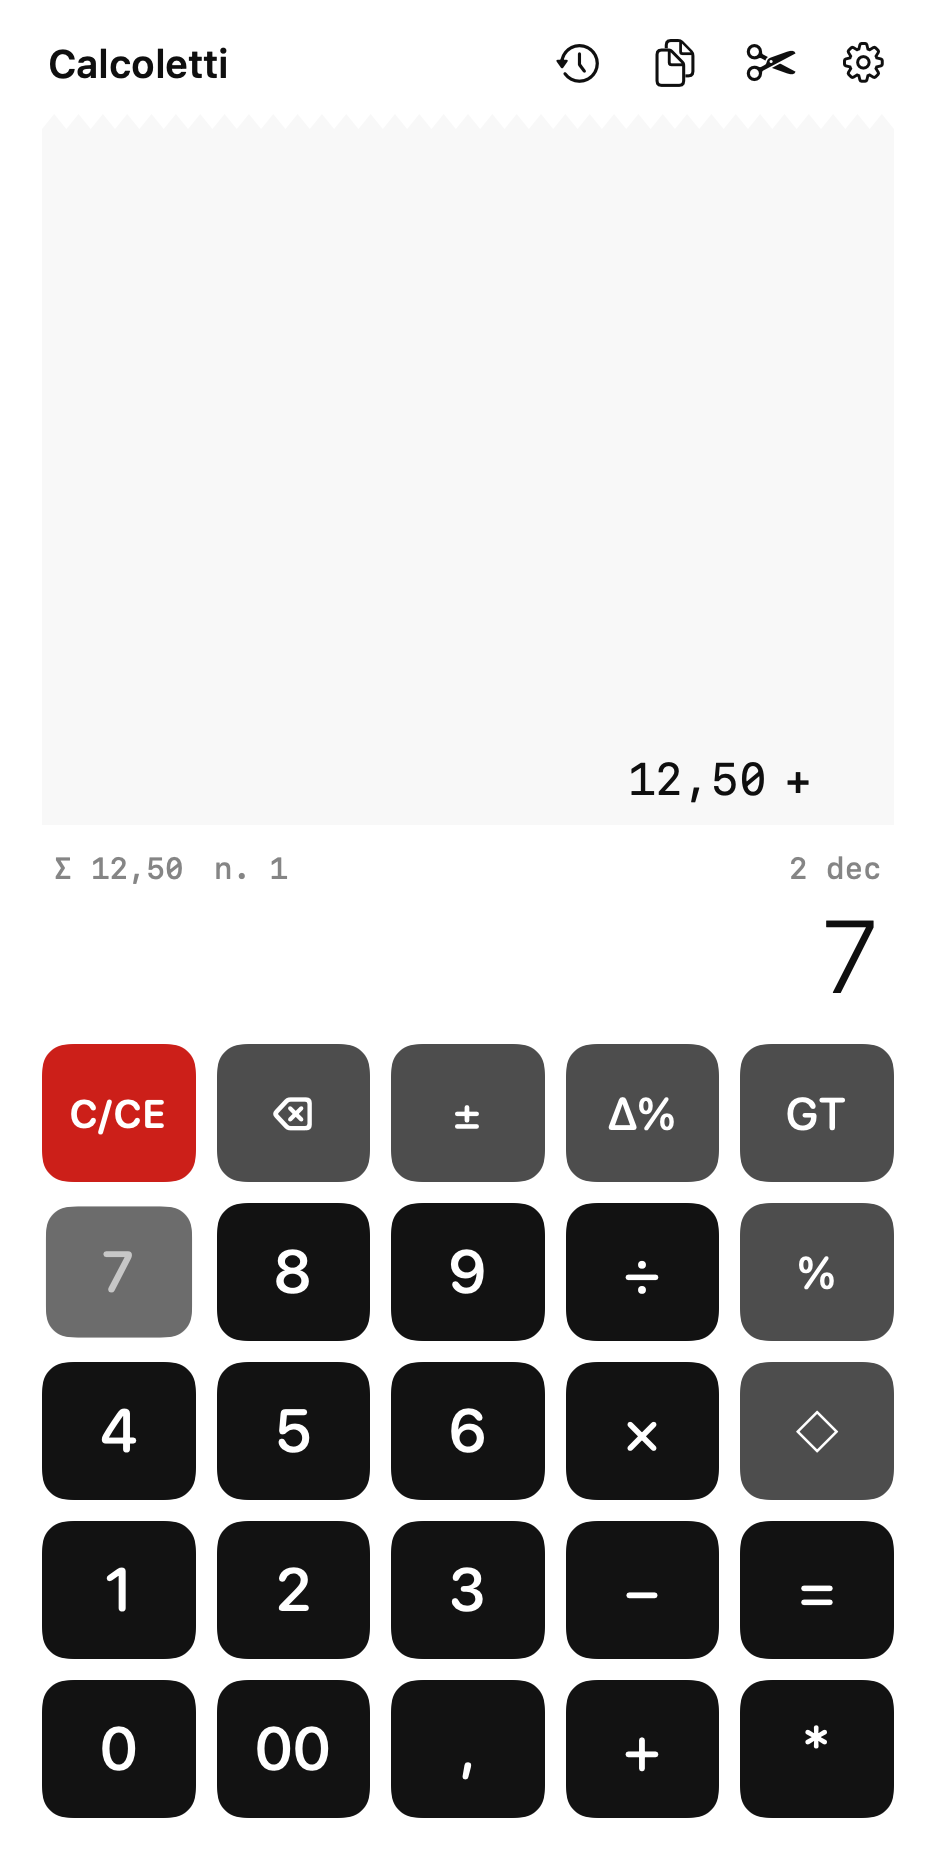 Calcoletti
12,50 +
Σ 12,50 n. 1 2 dec
7
C/CE ± Δ% GT
7 8 9 ÷ %
4 5 6 × ◇
1 2 3 − =
0 00 , + *